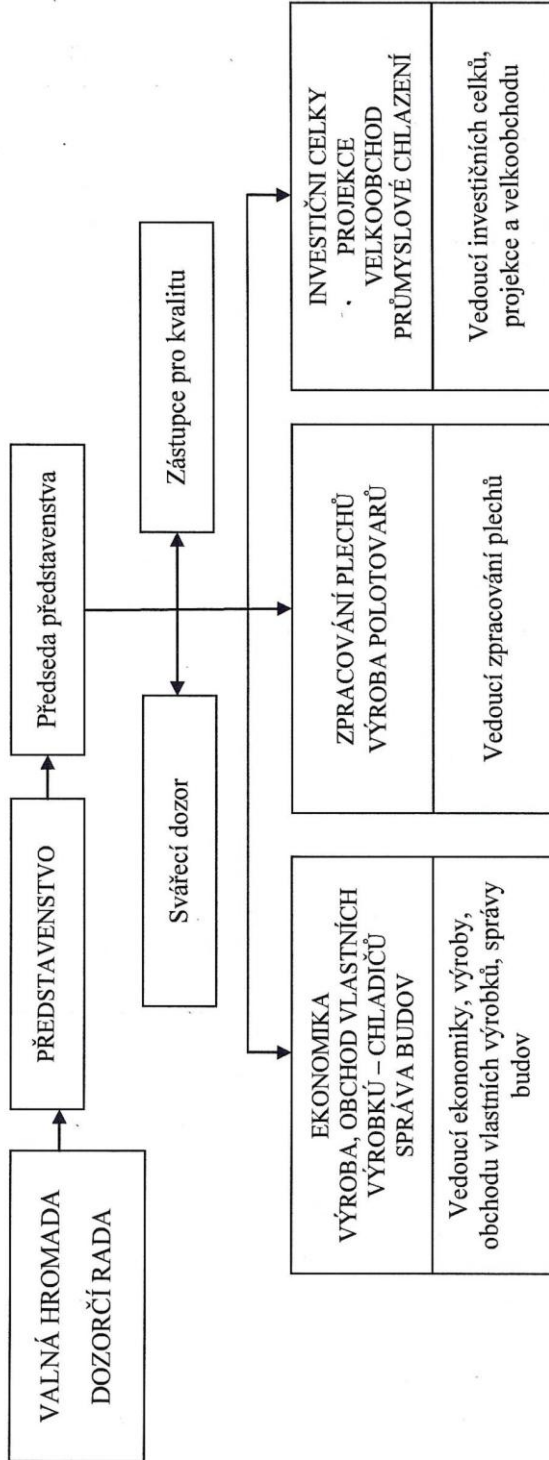 VALNÁ HROMADA
DOZORČÍ RADA
PŘEDSTAVENSTVO
Předseda představenstva
Svářecí dozor
Zástupce pro kvalitu
EKONOMIKA
VÝROBA, OBCHOD VLASTNÍCH
VÝROBKŮ – CHLADIČŮ
SPRÁVA BUDOV
Vedoucí ekonomiky, výroby,
obchodu vlastních výrobků, správy
budov
ZPRACOVÁNÍ PLECHŮ
VÝROBA POLOTOVARŮ
Vedoucí zpracování plechů
INVESTIČNI CELKY
PROJEKCE
VELKOOBCHOD
PRŮMYSLOVÉ CHLAZENÍ
Vedoucí investičních celků,
projekce a velkoobchodu